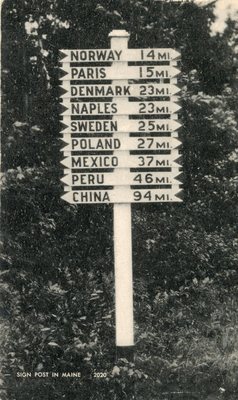 NORWAY 14 MI.
PARIS 15 MI.
DENMARK 23 MI.
NAPLES 23 MI.
SWEDEN 25 MI.
POLAND 27 MI.
MEXICO 37 MI.
PERU 46 MI.
CHINA 94 MI.
SIGN POST IN MAINE 2020